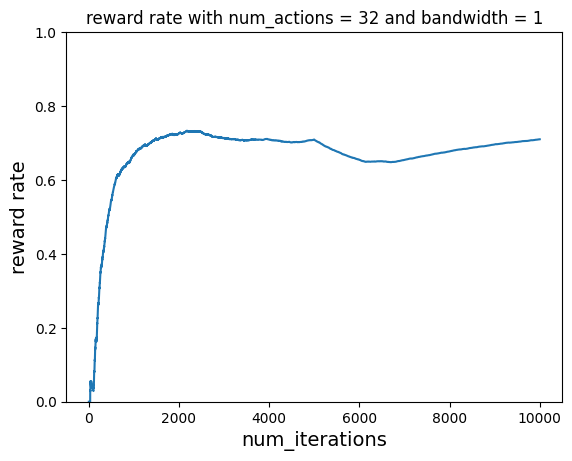 reward rate with num_actions = 32 and bandwidth = 1
1.0
0.8
0.6
0.4
0.2
0.0
reward rate
0 2000 4000 6000 8000 10000
num_iterations